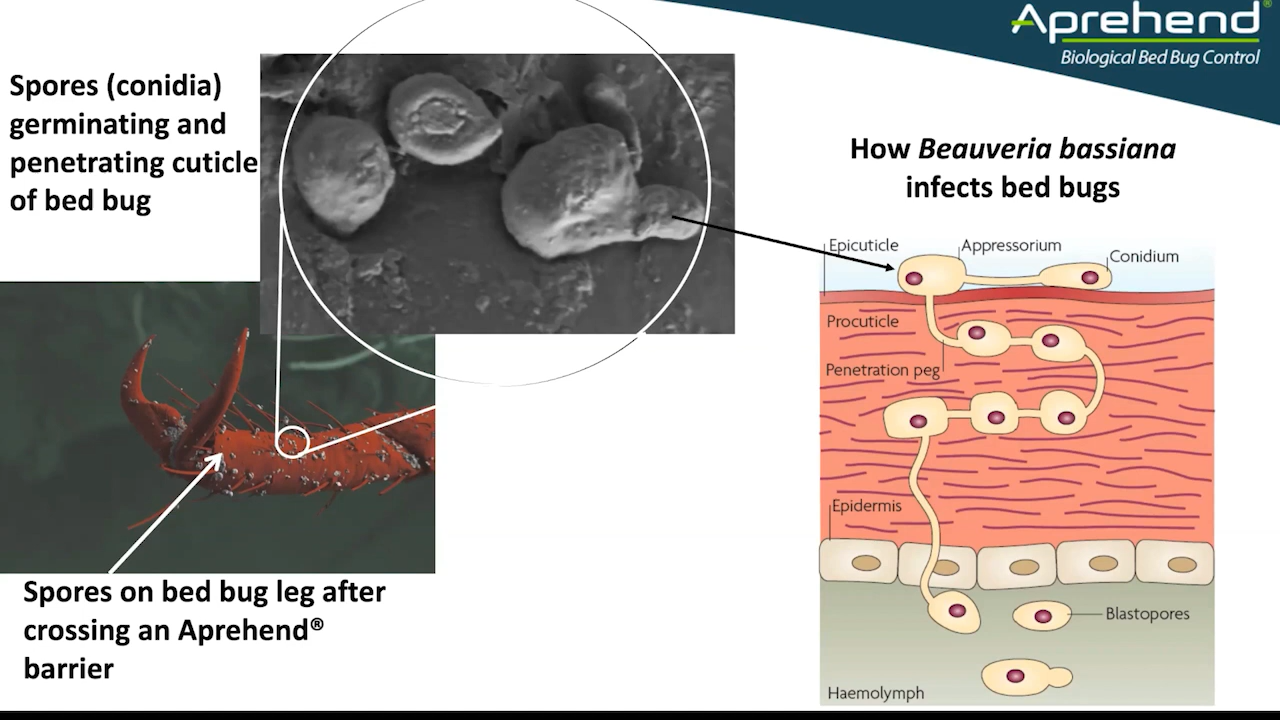 Aprehend®
Biological Bed Bug Control
Spores (conidia)
germinating and
penetrating cuticle
of bed bug
How Beauveria bassiana
infects bed bugs
Epicuticle
Appressorium
Conidium
Procuticle
Penetration peg
Epidermis
Blastopores
Haemolymph
Spores on bed bug leg after
crossing an Aprehend®
barrier